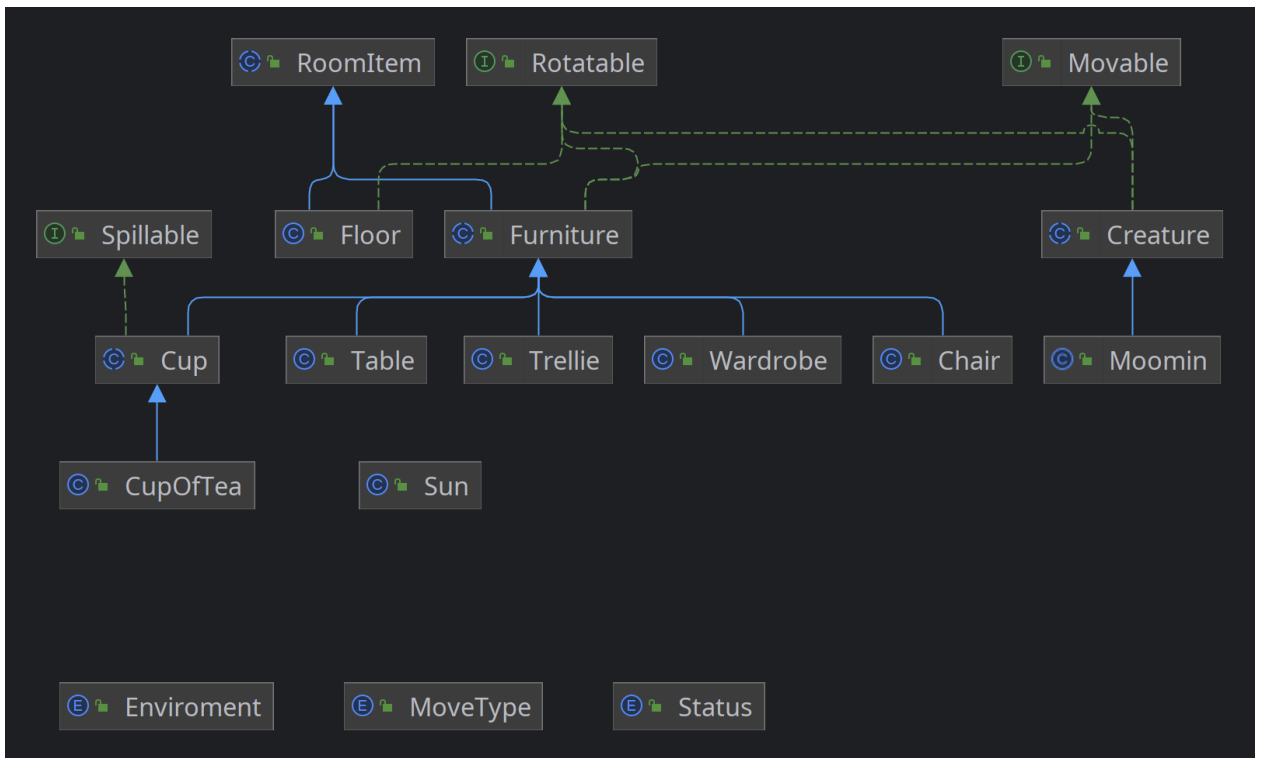 RoomItem
Rotatable
Movable
Spillable
Floor
Furniture
Creature
Cup
Table
Trellie
Wardrobe
Chair
Moomin
CupOfTea
Sun
Enviroment
MoveType
Status